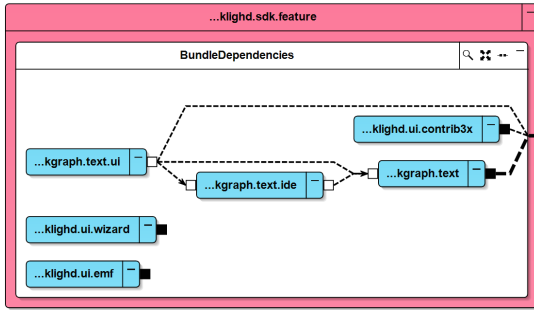 ...klighd.sdk.feature
BundleDependencies
...klighd.ui.contrib3x
...kgraph.text.ui
...kgraph.text.ide
...kgraph.text
...klighd.ui.wizard
...klighd.ui.emf